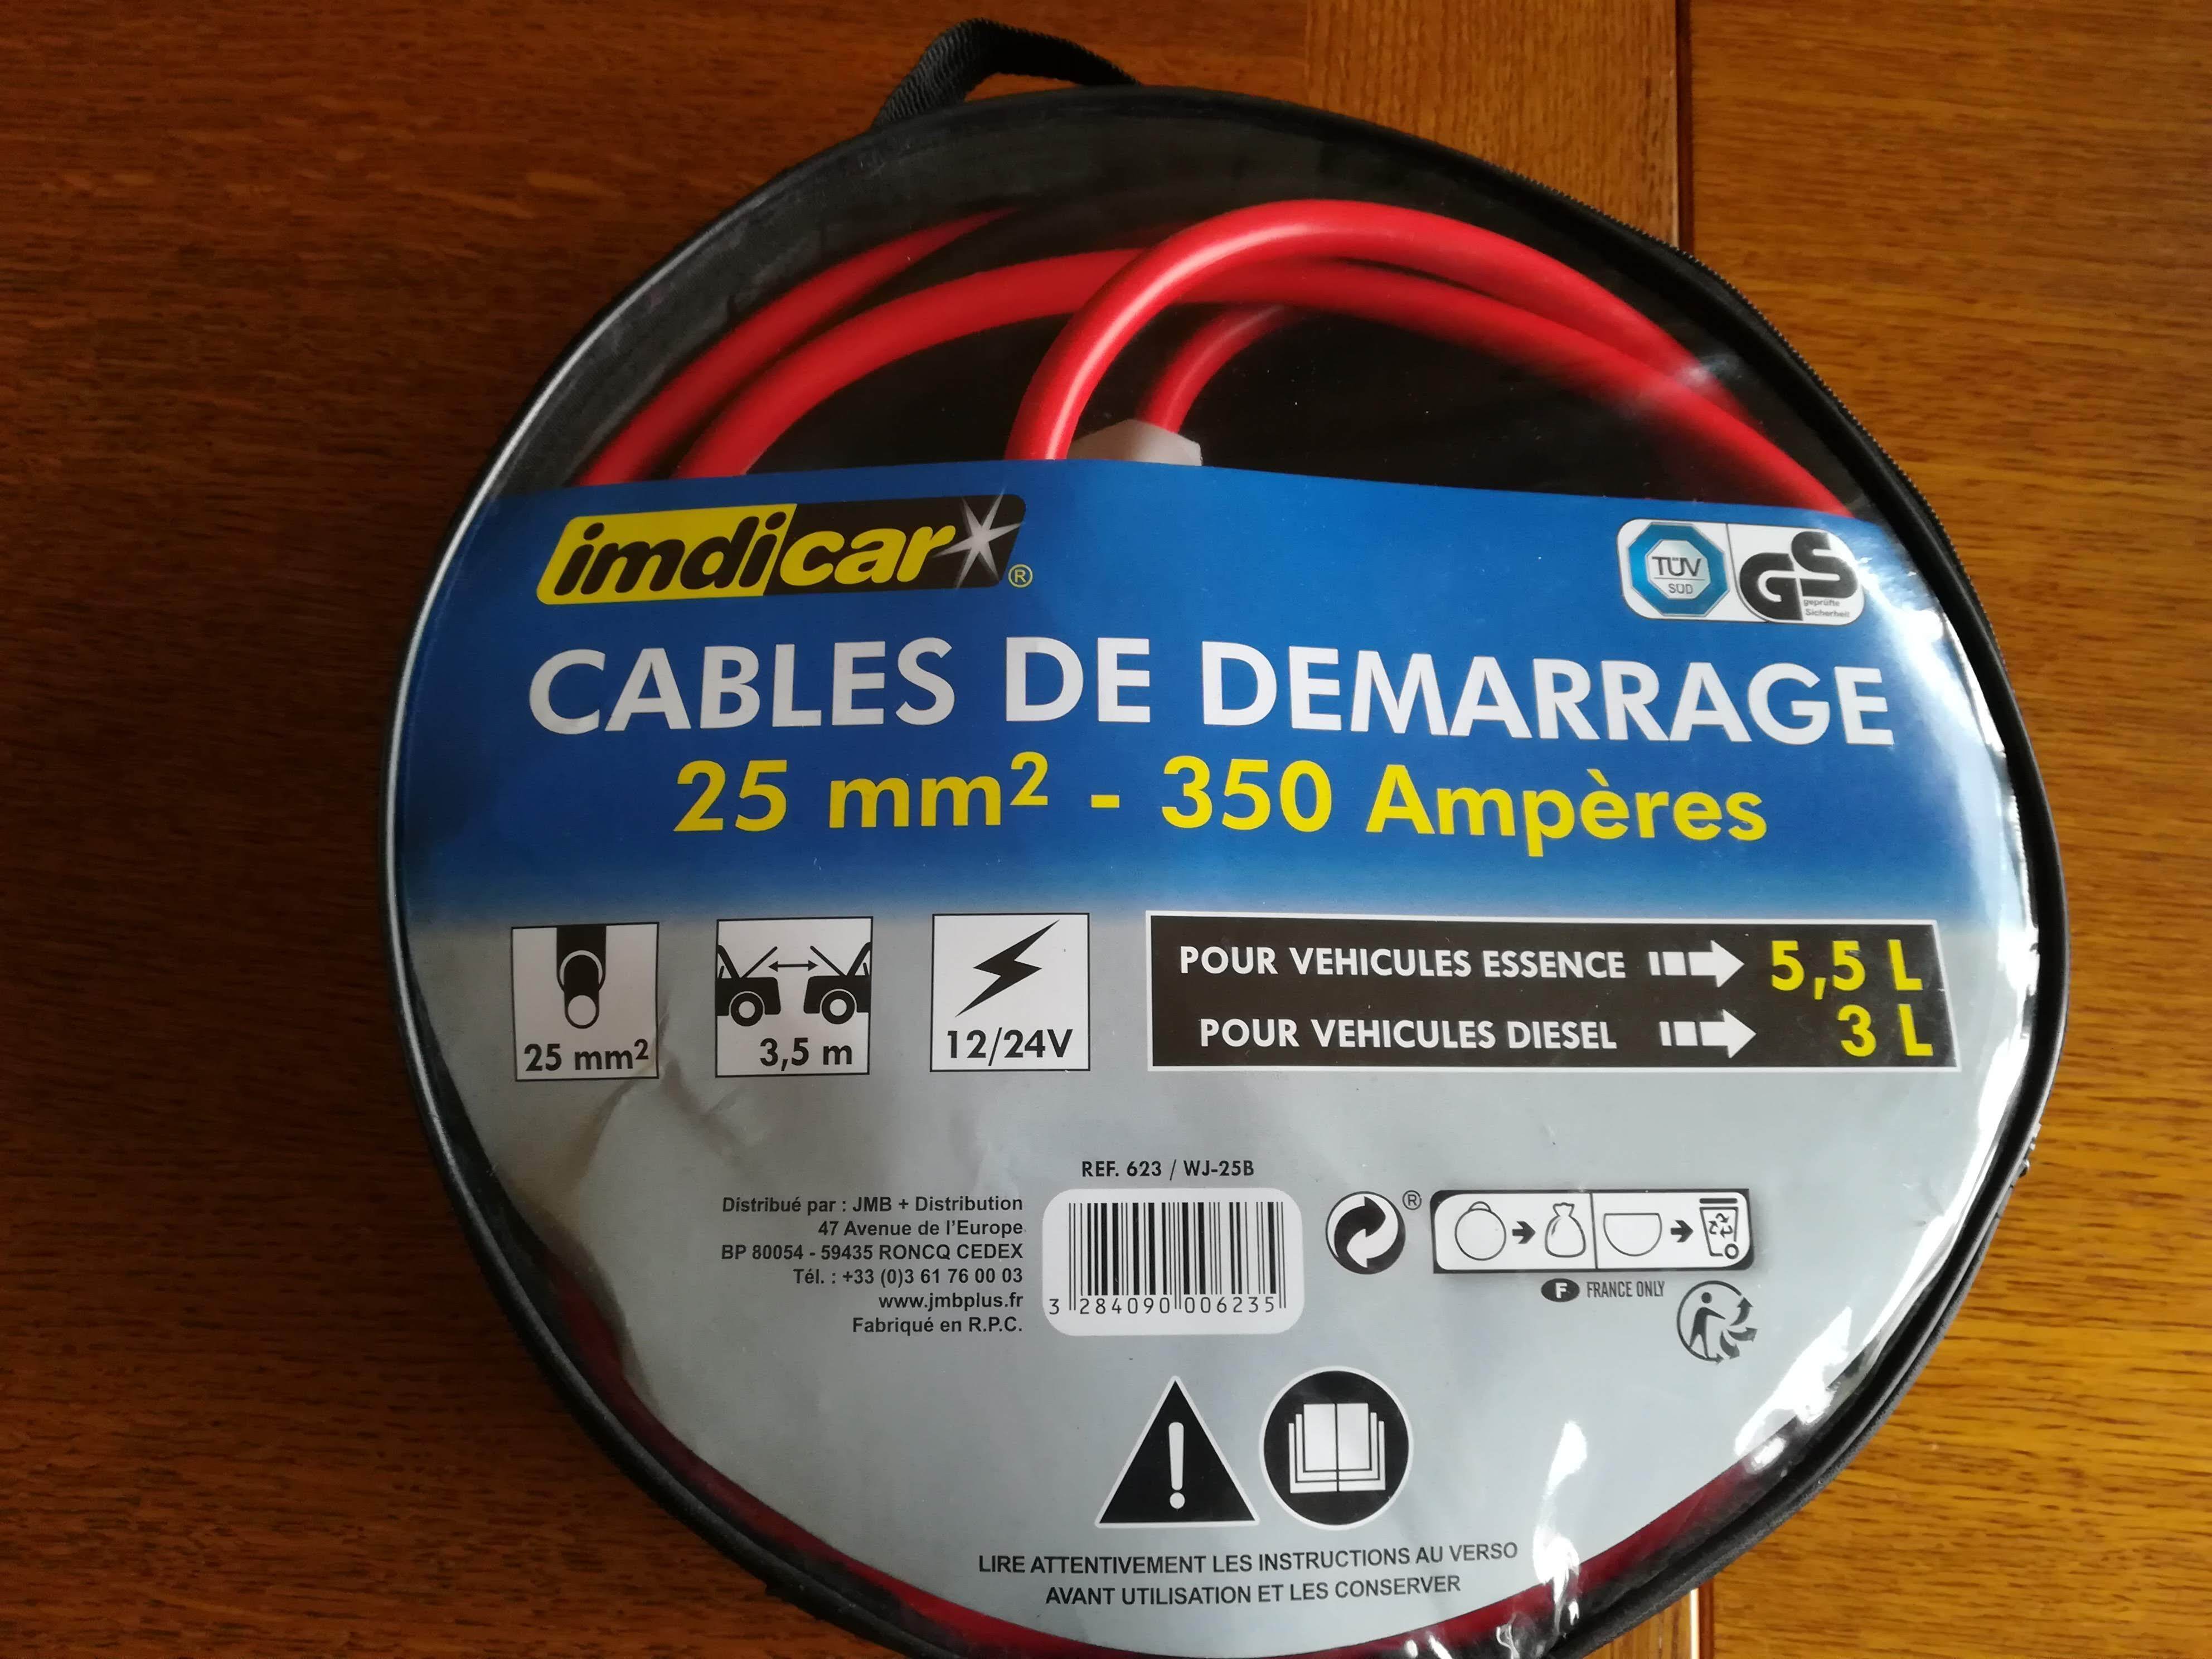 imdicar®
TÜV
SÜD
GS
geprüfte
Sicherheit
CABLES DE DEMARRAGE
25 mm² - 350 Ampères
25 mm²
3,5 m
12/24V
POUR VEHICULES ESSENCE 5,5 L
POUR VEHICULES DIESEL 3 L
REF. 623 / WJ-25B
Distribué par : JMB + Distribution
47 Avenue de l'Europe
BP 80054 - 59435 RONCQ CEDEX
Tél. : +33 (0)3 61 76 00 03
www.jmbplus.fr
Fabriqué en R.P.C.
3 284090 006235
®
F FRANCE ONLY
LIRE ATTENTIVEMENT LES INSTRUCTIONS AU VERSO
AVANT UTILISATION ET LES CONSERVER